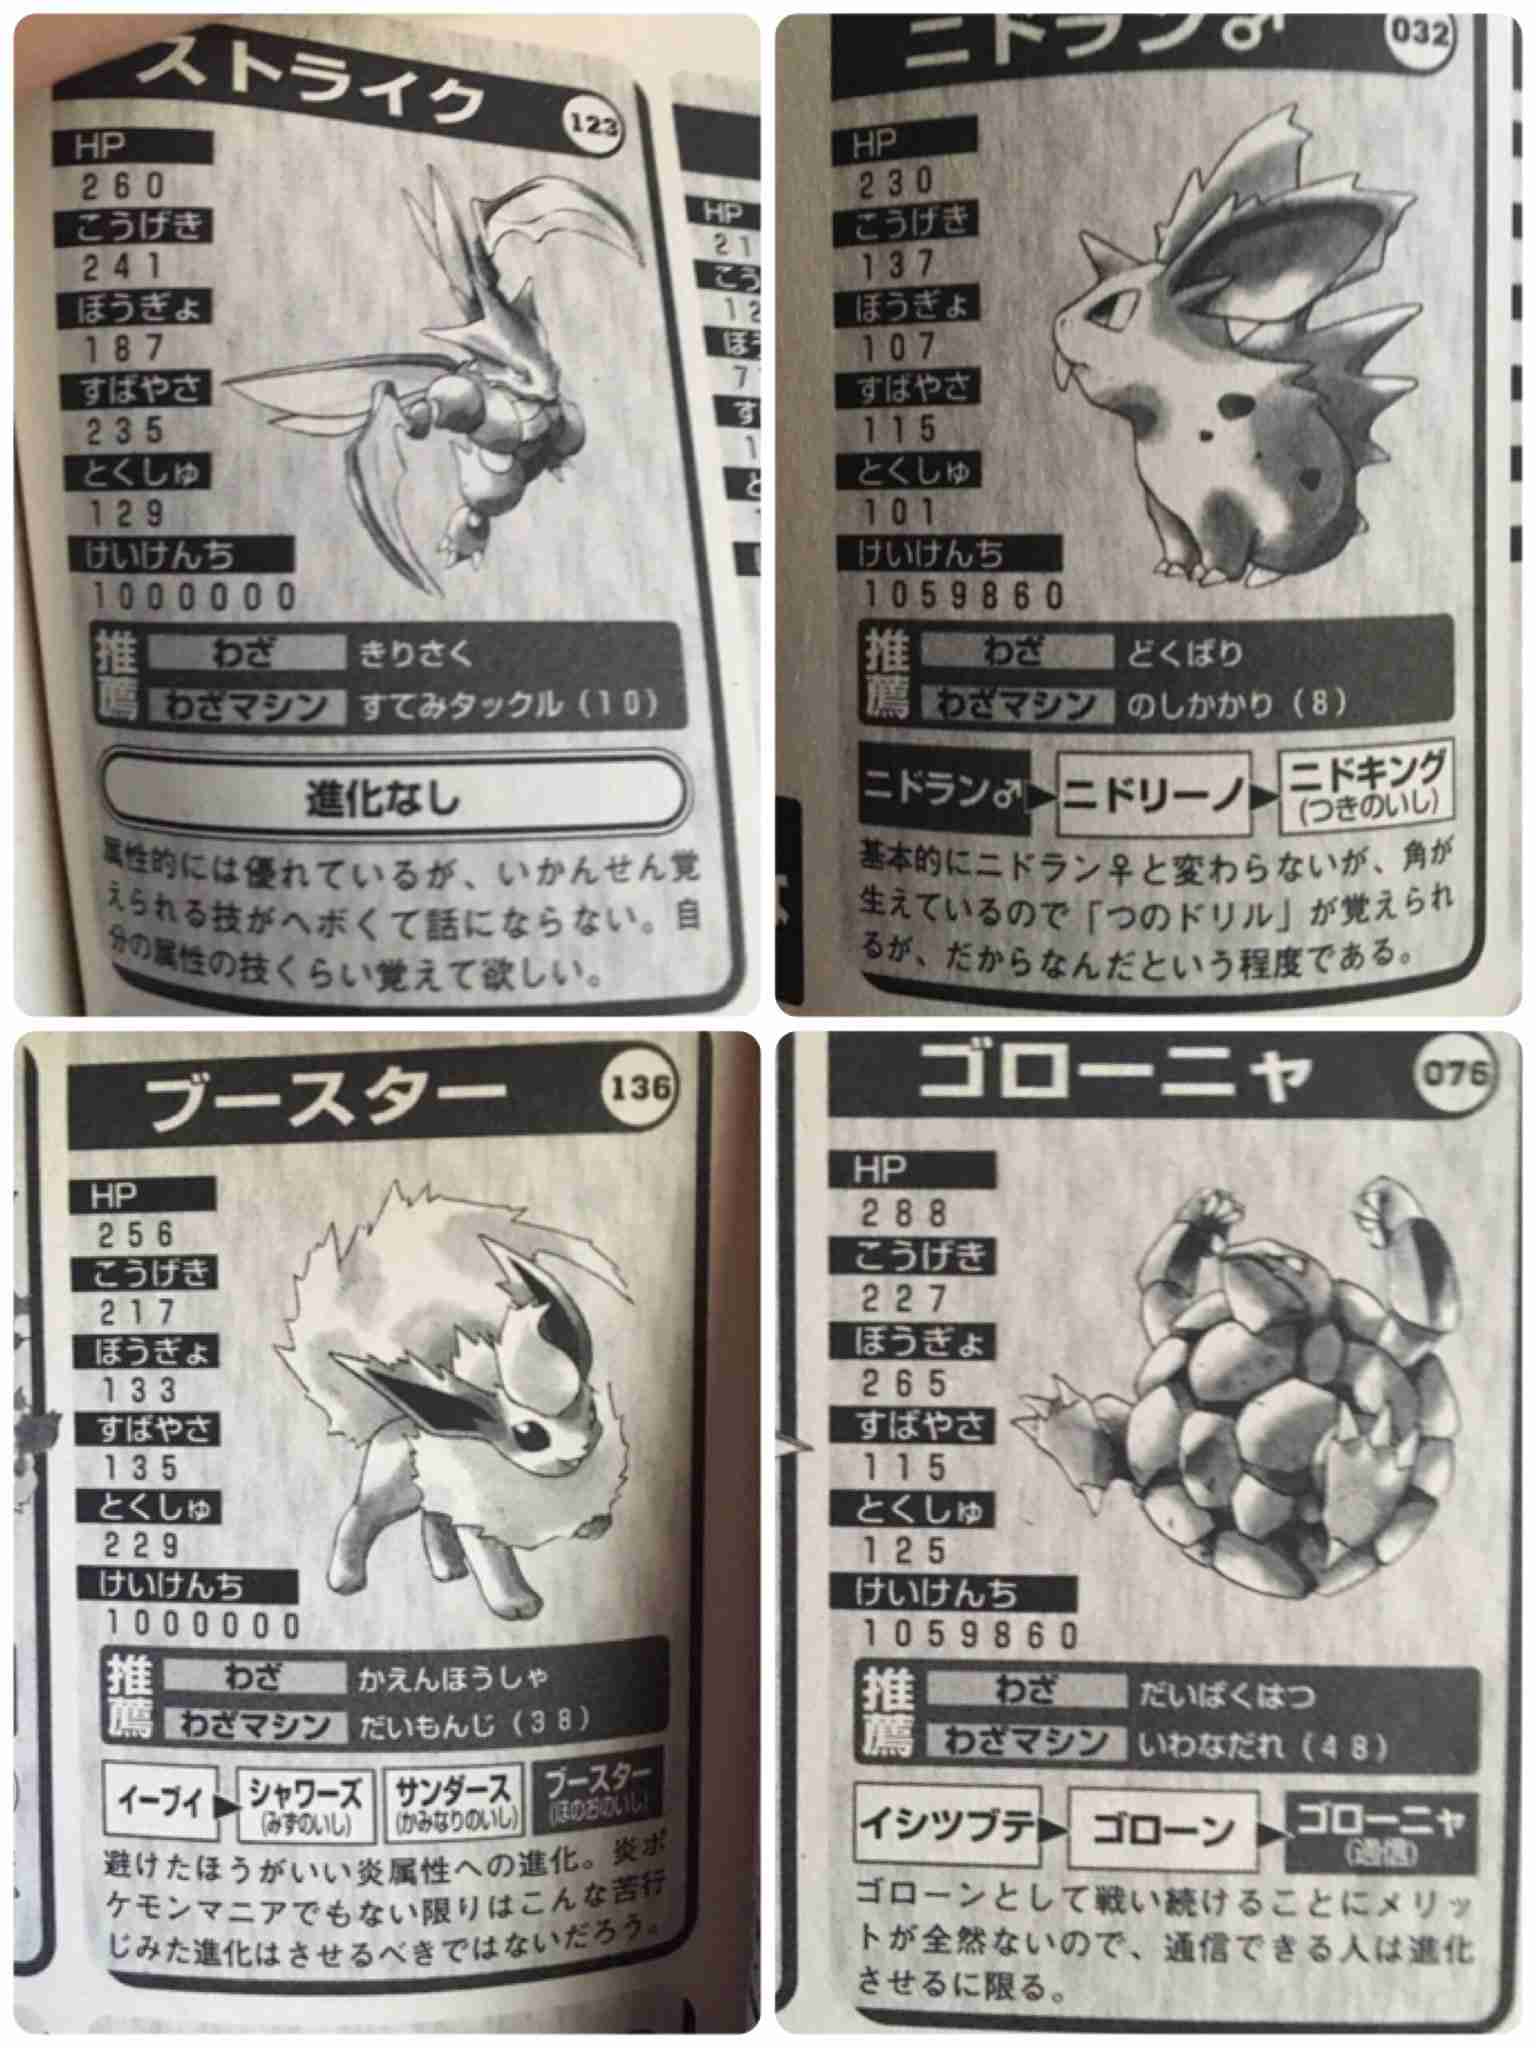 ストライク
123
HP
260
こうげき
241
ぼうぎょ
187
すばやさ
235
とくしゅ
129
けいけんち
1000000
推薦
わざ きりさく
わざマシン すてみタックル(10)
進化なし
属性的には優れているが、いかんせん覚
えられる技がヘボくて話にならない。自
分の属性の技くらい覚えて欲しい。
HP
ニドラン♂
032
HP
230
こうげき
137
ぼうぎょ
107
すばやさ
115
とくしゅ
101
けいけんち
1059860
推薦
わざ どくばり
わざマシン のしかかり(8)
ニドラン♂ ▶ ニドリーノ ▶ ニドキング
(つきのいし)
基本的にニドラン♀と変わらないが、角が
生えているので「つのドリル」が覚えられ
るが、だからなんだという程度である。
ブースター
136
HP
256
こうげき
217
ぼうぎょ
133
すばやさ
135
とくしゅ
229
けいけんち
1000000
推薦
わざ かえんほうしゃ
わざマシン だいもんじ(38)
イーブイ ▶ シャワーズ サンダース ブースター
(みずのいし) (かみなりのいし) (ほのおのいし)
避けたほうがいい炎属性への進化。炎ポ
ケモンマニアでもない限りはこんな苦行
じみた進化はさせるべきではないだろう。
ゴローニャ
076
HP
288
こうげき
227
ぼうぎょ
265
すばやさ
115
とくしゅ
125
けいけんち
1059860
推薦
わざ だいばくはつ
わざマシン いわなだれ(48)
イシツブテ ▶ ゴローン ▶ ゴローニャ
(通信)
ゴローンとして戦い続けることにメリッ
トが全然ないので、通信できる人は進化
させるに限る。